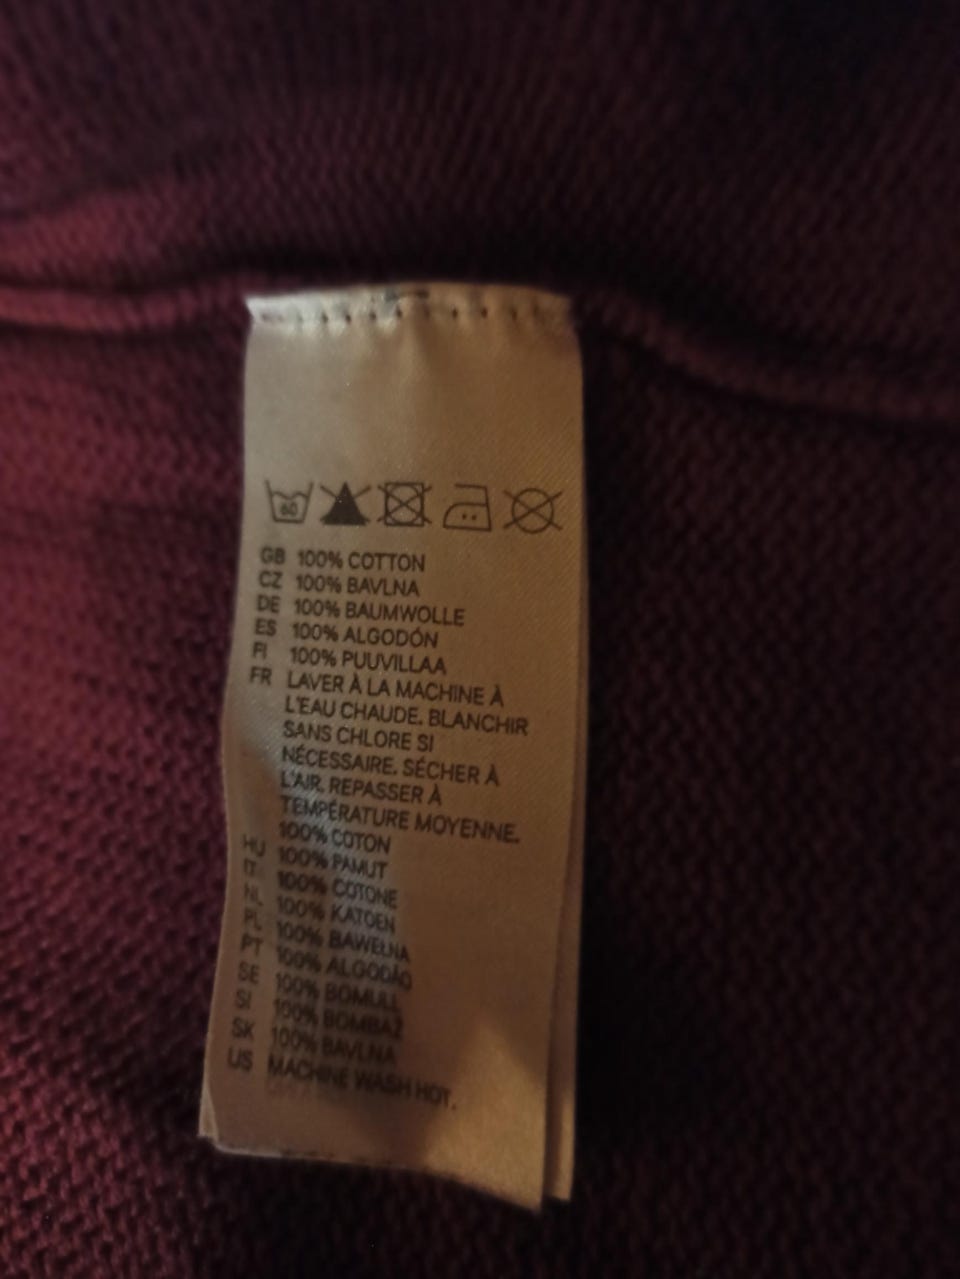 60
GB 100% COTTON
CZ 100% BAVLNA
DE 100% BAUMWOLLE
ES 100% ALGODÓN
FI 100% PUUVILLAA
FR LAVER À LA MACHINE À
L'EAU CHAUDE. BLANCHIR
SANS CHLORE SI
NÉCESSAIRE. SÉCHER À
L'AIR. REPASSER À
TEMPÉRATURE MOYENNE.
100% COTON
HU 100% PAMUT
IT 100% COTONE
NL 100% KATOEN
PL 100% BAWEŁNA
PT 100% ALGODÃO
SE 100% BOMULL
SI 100% BOMBAŽ
SK 100% BAVLNA
US MACHINE WASH HOT.